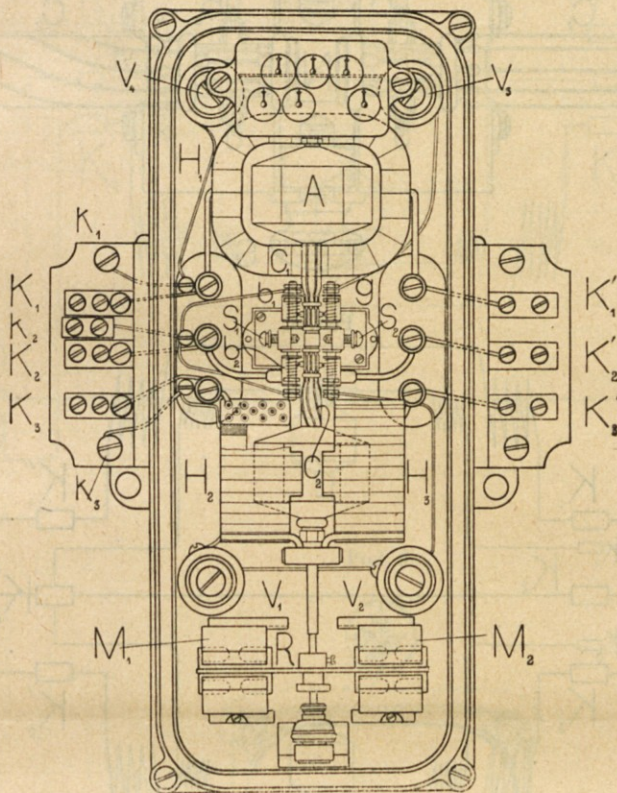 V₄ V₃
H₁
A
K₁
C₁
K₁ b₁ g K′₁
k₂ S₁ S₂
K₂ b₂ K′₂
K₃ K′₃
C₂
H₂ H₃
K₃
V₁ V₂
M₁ R M₂